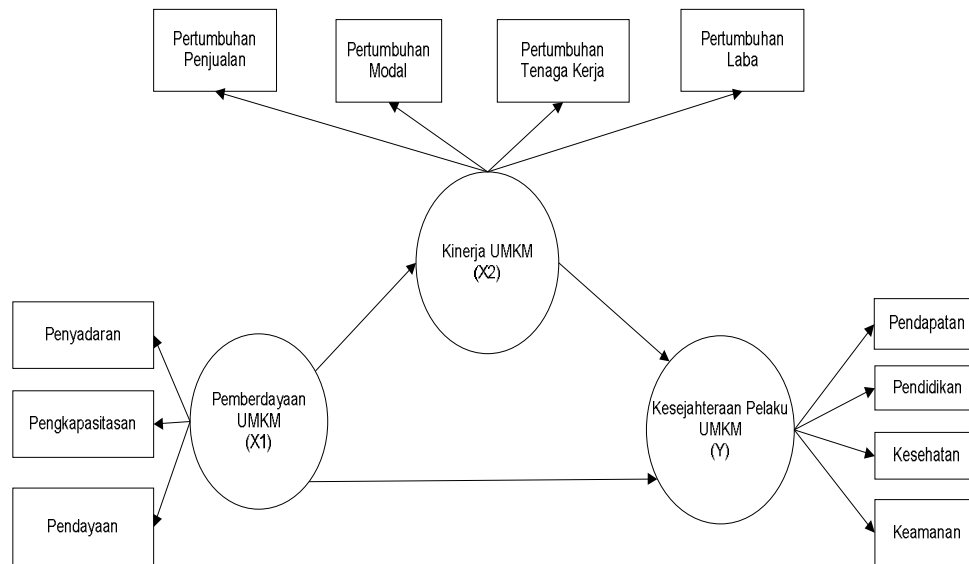 Pertumbuhan
Penjualan
Pertumbuhan
Modal
Pertumbuhan
Tenaga Kerja
Pertumbuhan
Laba
Kinerja UMKM
(X2)
Penyadaran
Pengkapasitasan
Pendayaan
Pemberdayaan
UMKM
(X1)
Kesejahteraan Pelaku
UMKM
(Y)
Pendapatan
Pendidikan
Kesehatan
Keamanan